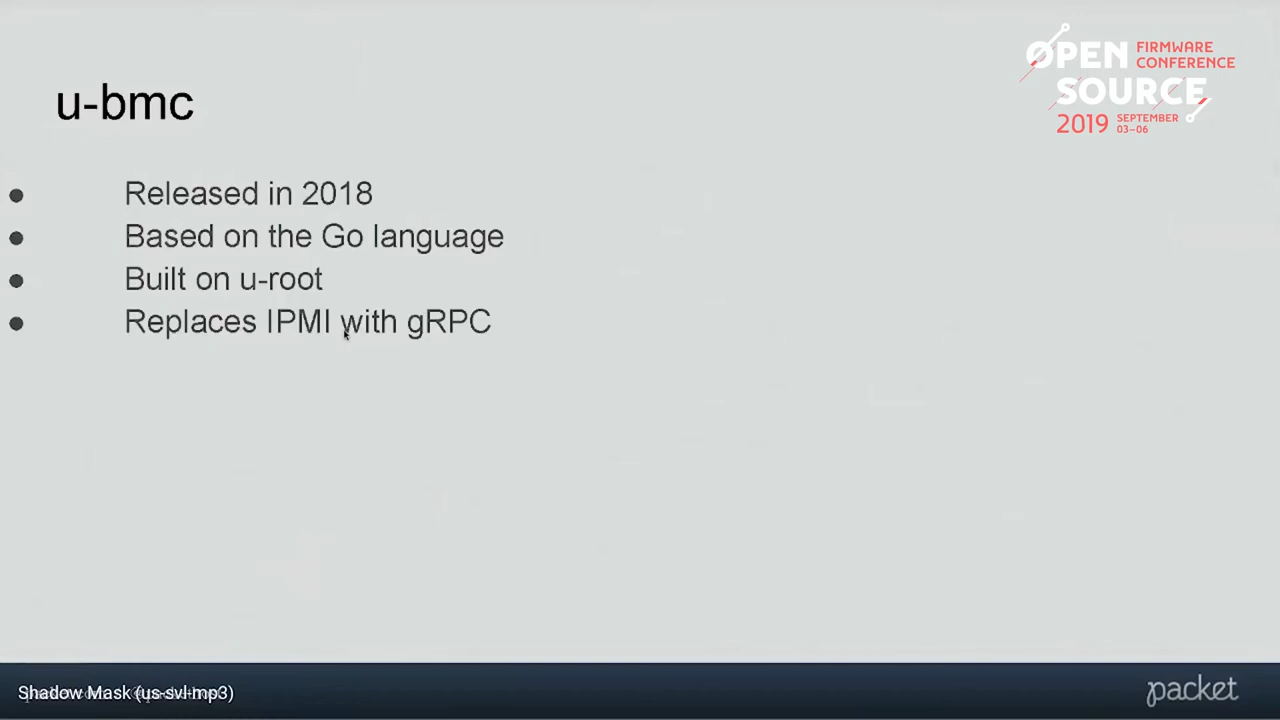 OPEN
FIRMWARE
CONFERENCE
SOURCE
2019
SEPTEMBER
03–06
u-bmc
● Released in 2018
● Based on the Go language
● Built on u-root
● Replaces IPMI with gRPC
Shadow Mask (us-svl-mp3)
packet